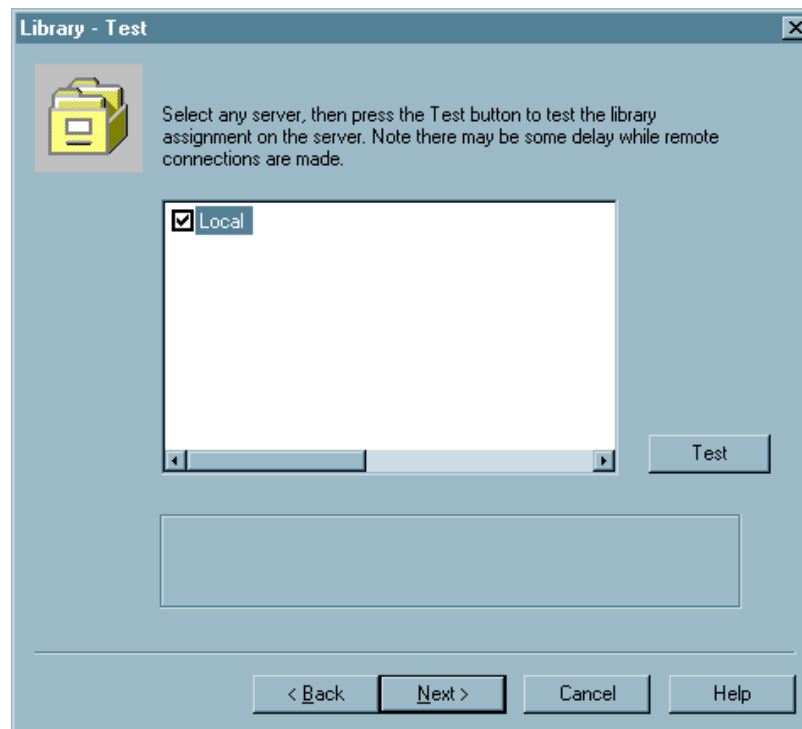 Library - Test
Select any server, then press the Test button to test the library
assignment on the server. Note there may be some delay while remote
connections are made.
Local
Test
< Back
Next >
Cancel
Help